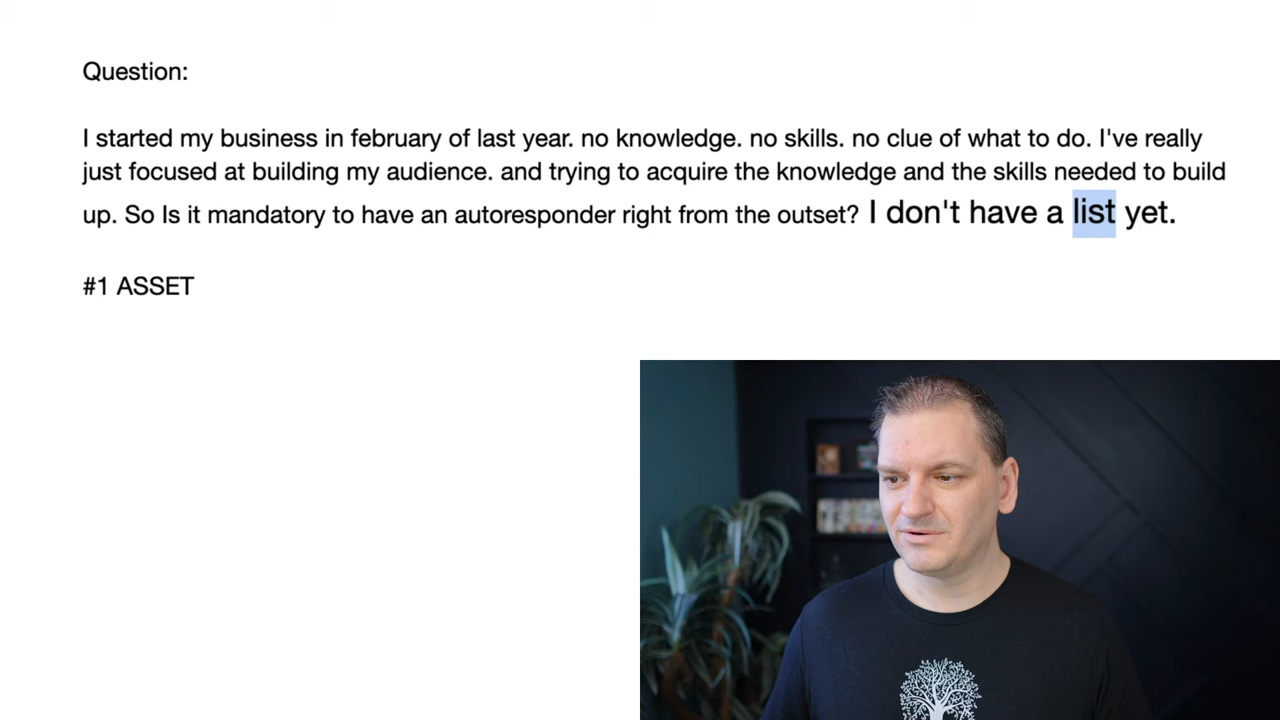 Question:
I started my business in february of last year. no knowledge. no skills. no clue of what to do. I've really
just focused at building my audience. and trying to acquire the knowledge and the skills needed to build
up. So Is it mandatory to have an autoresponder right from the outset? I don't have a list yet.
#1 ASSET